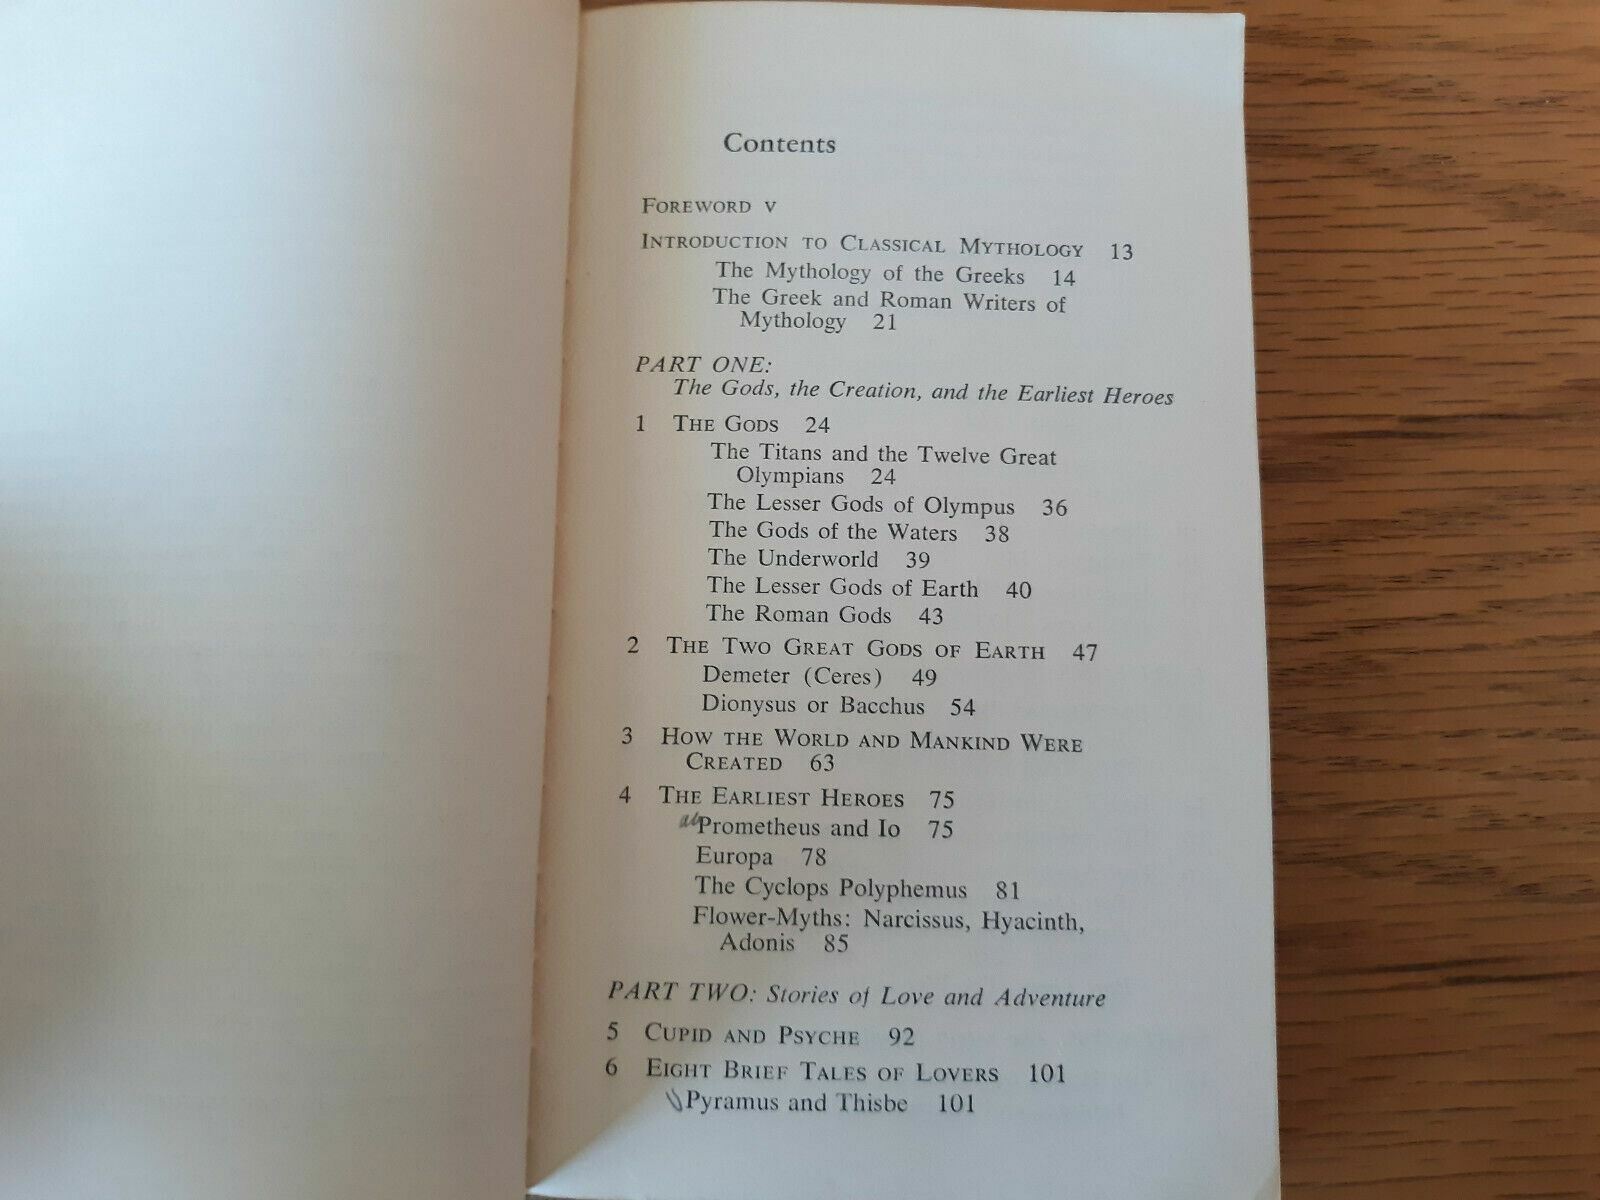 Contents
FOREWORD v
INTRODUCTION TO CLASSICAL MYTHOLOGY 13
The Mythology of the Greeks 14
The Greek and Roman Writers of
Mythology 21
PART ONE:
The Gods, the Creation, and the Earliest Heroes
1 THE GODS 24
The Titans and the Twelve Great
Olympians 24
The Lesser Gods of Olympus 36
The Gods of the Waters 38
The Underworld 39
The Lesser Gods of Earth 40
The Roman Gods 43
2 THE TWO GREAT GODS OF EARTH 47
Demeter (Ceres) 49
Dionysus or Bacchus 54
3 HOW THE WORLD AND MANKIND WERE
CREATED 63
4 THE EARLIEST HEROES 75
Prometheus and Io 75
Europa 78
The Cyclops Polyphemus 81
Flower-Myths: Narcissus, Hyacinth,
Adonis 85
PART TWO: Stories of Love and Adventure
5 CUPID AND PSYCHE 92
6 EIGHT BRIEF TALES OF LOVERS 101
Pyramus and Thisbe 101